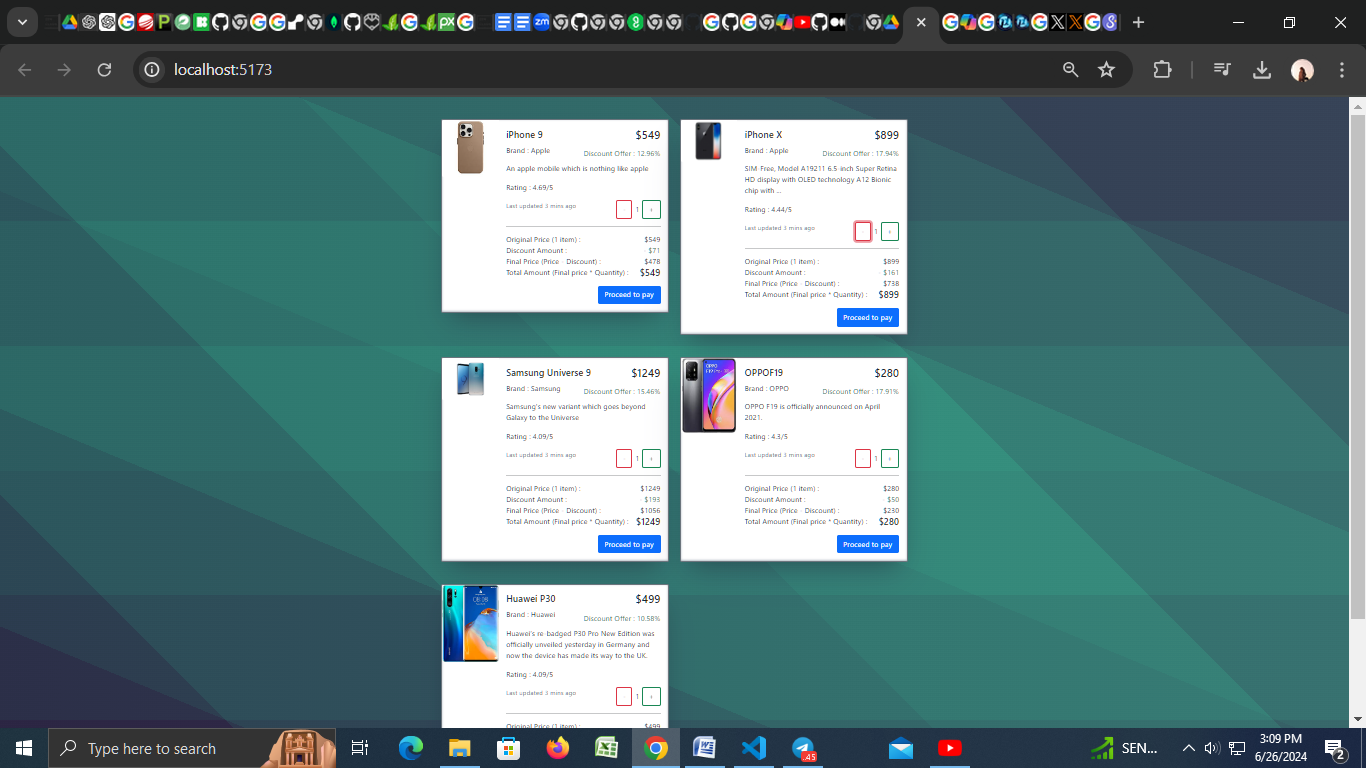 localhost:5173
iPhone 9
$549
Brand : Apple
Discount Offer : 12.96%
An apple mobile which is nothing like apple
Rating : 4.69/5
Last updated 3 mins ago
1
+
Original Price (1 item) :
$549
Discount Amount :
- $71
Final Price (Price - Discount) :
$478
Total Amount (Final price * Quantity) :
$549
Proceed to pay
iPhone X
$899
Brand : Apple
Discount Offer : 17.94%
SIM-Free, Model A19211 6.5-inch Super Retina
HD display with OLED technology A12 Bionic
chip with ...
Rating : 4.44/5
Last updated 3 mins ago
-
1
+
Original Price (1 item) :
$899
Discount Amount :
- $161
Final Price (Price - Discount) :
$738
Total Amount (Final price * Quantity) :
$899
Proceed to pay
Samsung Universe 9
$1249
Brand : Samsung
Discount Offer : 15.46%
Samsung's new variant which goes beyond
Galaxy to the Universe
Rating : 4.09/5
Last updated 3 mins ago
1
+
Original Price (1 item) :
$1249
Discount Amount :
- $193
Final Price (Price - Discount) :
$1056
Total Amount (Final price * Quantity) :
$1249
Proceed to pay
OPPOF19
$280
Brand : OPPO
Discount Offer : 17.91%
OPPO F19 is officially announced on April
2021.
Rating : 4.3/5
Last updated 3 mins ago
-
1
+
Original Price (1 item) :
$280
Discount Amount :
- $50
Final Price (Price - Discount) :
$230
Total Amount (Final price * Quantity) :
$280
Proceed to pay
Huawei P30
$499
Brand : Huawei
Discount Offer : 10.58%
Huawei's re-badged P30 Pro New Edition was
officially unveiled yesterday in Germany and
now the device has made its way to the UK.
Rating : 4.09/5
Last updated 3 mins ago
1
+
Original Price (1 item) :
$499
Type here to search
45
SEN...
3:09 PM
6/26/2024
2